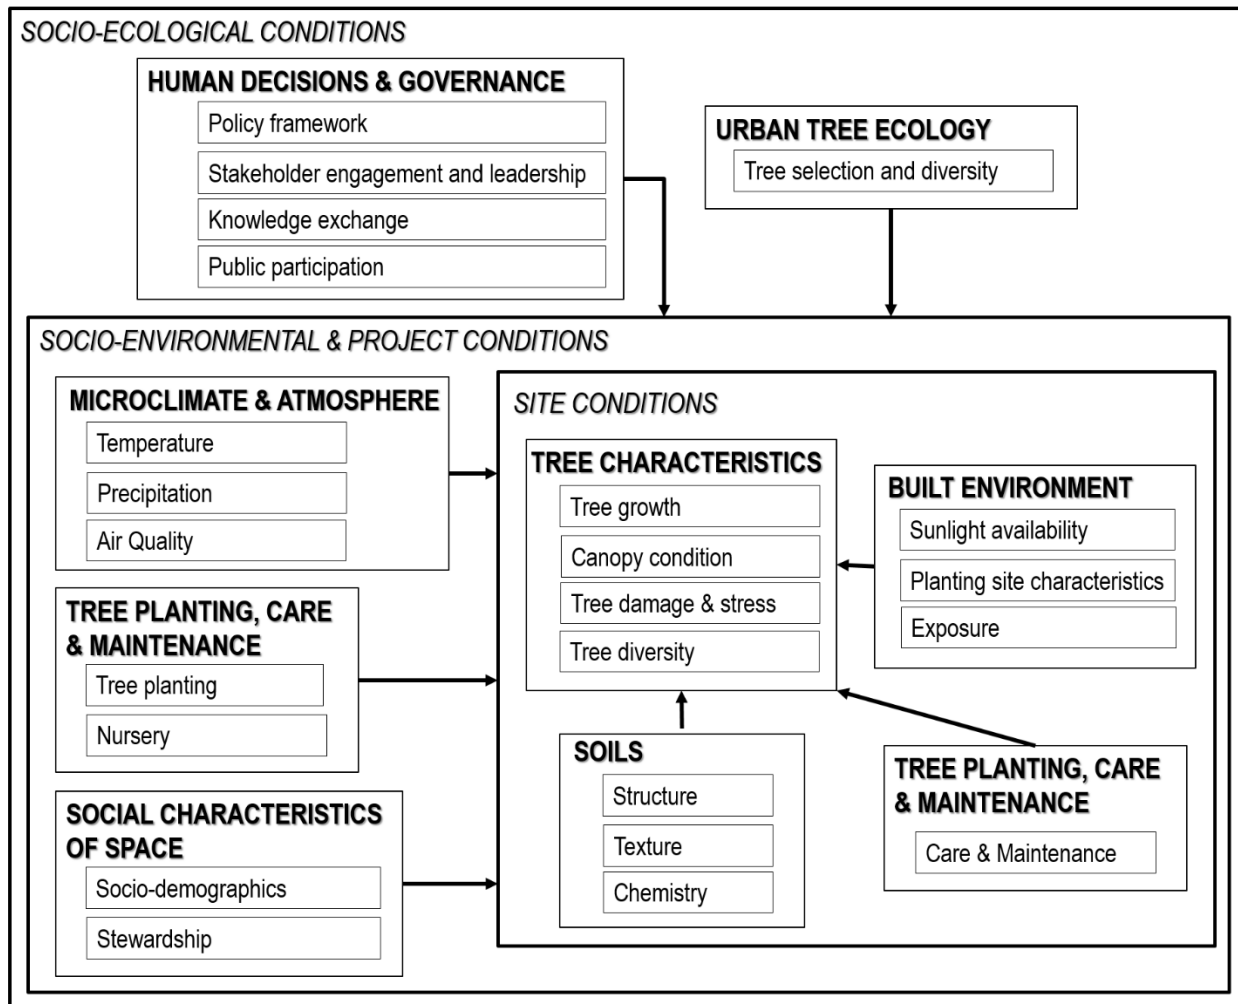 SOCIO-ECOLOGICAL CONDITIONS
HUMAN DECISIONS & GOVERNANCE
Policy framework
Stakeholder engagement and leadership
Knowledge exchange
Public participation
URBAN TREE ECOLOGY
Tree selection and diversity
SOCIO-ENVIRONMENTAL & PROJECT CONDITIONS
MICROCLIMATE & ATMOSPHERE
Temperature
Precipitation
Air Quality
TREE PLANTING, CARE
& MAINTENANCE
Tree planting
Nursery
SOCIAL CHARACTERISTICS
OF SPACE
Socio-demographics
Stewardship
SITE CONDITIONS
TREE CHARACTERISTICS
Tree growth
Canopy condition
Tree damage & stress
Tree diversity
BUILT ENVIRONMENT
Sunlight availability
Planting site characteristics
Exposure
SOILS
Structure
Texture
Chemistry
TREE PLANTING, CARE
& MAINTENANCE
Care & Maintenance